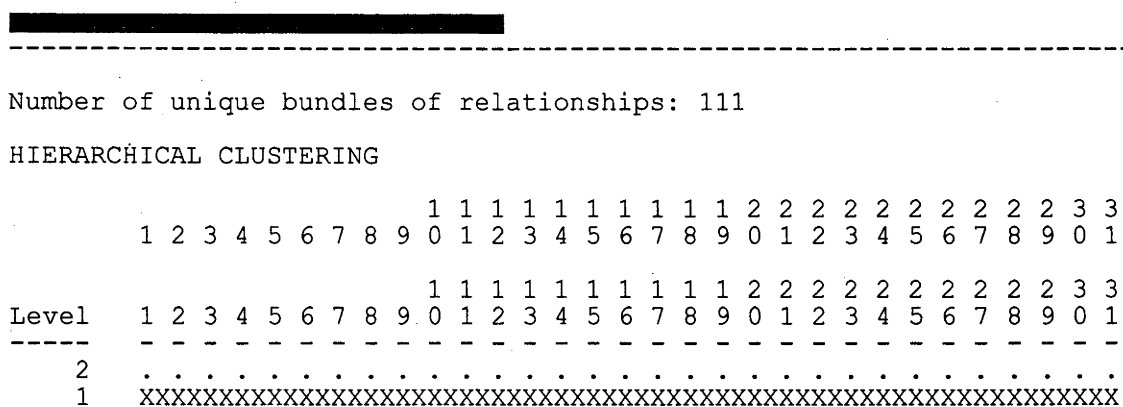 Number of unique bundles of relationships: 111
HIERARCHICAL CLUSTERING
1 1 1 1 1 1 1 1 1 1 2 2 2 2 2 2 2 2 2 2 3 3
1 2 3 4 5 6 7 8 9 0 1 2 3 4 5 6 7 8 9 0 1 2 3 4 5 6 7 8 9 0 1
1 1 1 1 1 1 1 1 1 1 2 2 2 2 2 2 2 2 2 2 3 3
Level 1 2 3 4 5 6 7 8 9 0 1 2 3 4 5 6 7 8 9 0 1 2 3 4 5 6 7 8 9 0 1
----- - - - - - - - - - - - - - - - - - - - - - - - - - - - - - - -
2 . . . . . . . . . . . . . . . . . . . . . . . . . . . . . . .
1 XXXXXXXXXXXXXXXXXXXXXXXXXXXXXXXXXXXXXXXXXXXXXXXXXXXXXXXXXXXXX